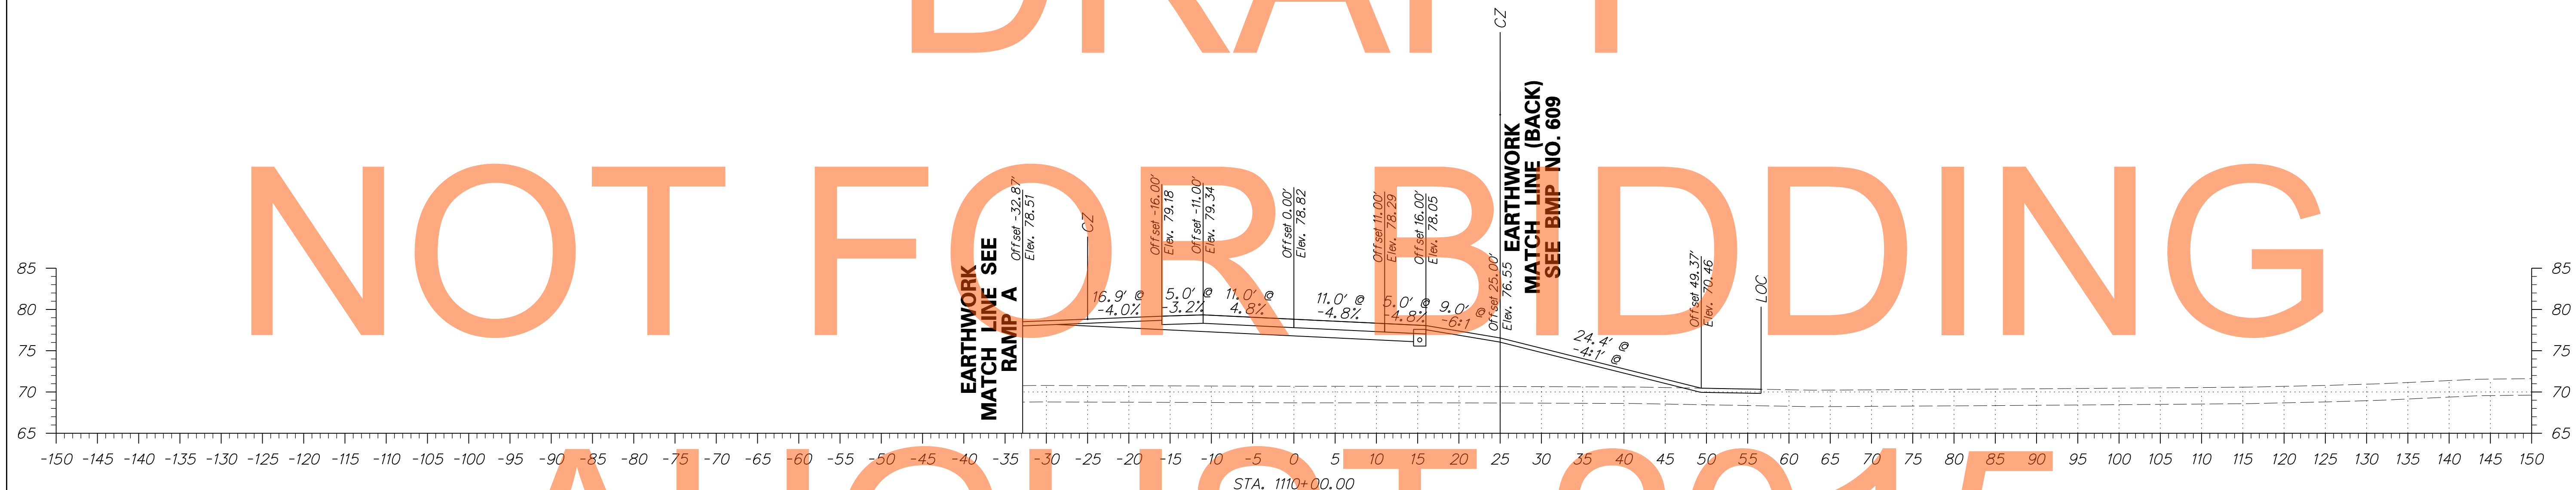 DRAFT
CZ
NOT FOR BIDDING
EARTHWORK
MATCH LINE SEE
RAMP A
Offset -32.87'
Elev. 78.51
CZ
Offset -16.00'
Elev. 79.18
Offset -11.00'
Elev. 79.34
Offset 0.00'
Elev. 78.82
Offset 11.00'
Elev. 78.29
Offset 16.00'
Elev. 78.05
Offset 25.00'
Elev. 76.55
EARTHWORK
MATCH LINE (BACK)
SEE BMP NO. 609
Offset 49.37'
Elev. 70.46
LOC
16.9' @
-4.0%
5.0' @
-3.2%
11.0' @
4.8%
11.0' @
-4.8%
5.0' @
-4.8%
9.0' @
-6:1
24.4' @
-4:1' @
85
80
75
70
65
85
80
75
70
65
-150 -145 -140 -135 -130 -125 -120 -115 -110 -105 -100 -95 -90 -85 -80 -75 -70 -65 -60 -55 -50 -45 -40 -35 -30 -25 -20 -15 -10 -5 0 5 10 15 20 25 30 35 40 45 50 55 60 65 70 75 80 85 90 95 100 105 110 115 120 125 130 135 140 145 150
STA. 1110+00.00
AUGUST 2015